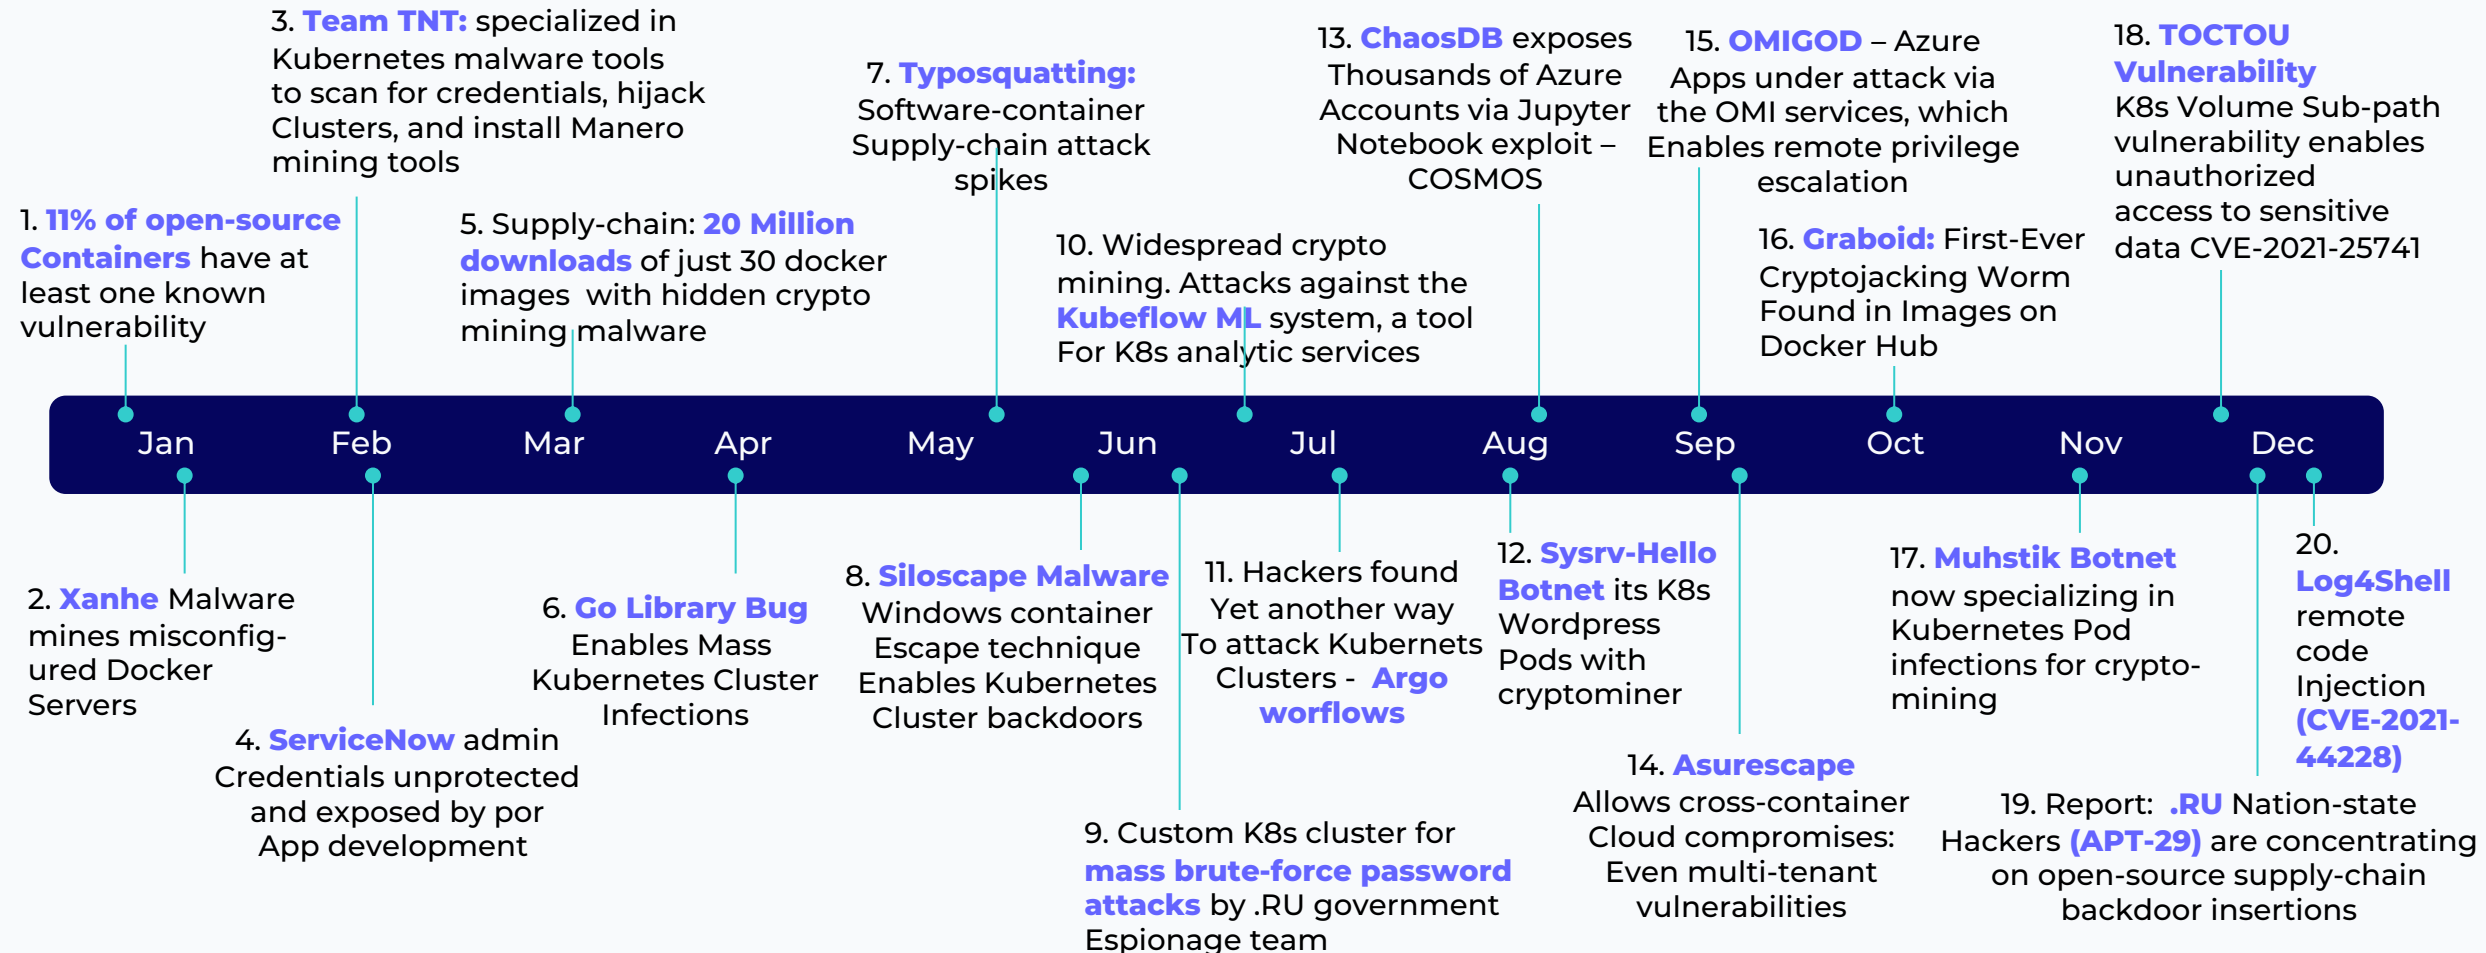 1. 11% of open-source
Containers have at
least one known
vulnerability
2. Xanhe Malware
mines misconfig-
ured Docker
Servers
3. Team TNT: specialized in
Kubernetes malware tools
to scan for credentials, hijack
Clusters, and install Manero
mining tools
4. ServiceNow admin
Credentials unprotected
and exposed by por
App development
5. Supply-chain: 20 Million
downloads of just 30 docker
images with hidden crypto
mining malware
6. Go Library Bug
Enables Mass
Kubernetes Cluster
Infections
7. Typosquatting:
Software-container
Supply-chain attack
spikes
8. Siloscape Malware
Windows container
Escape technique
Enables Kubernetes
Cluster backdoors
9. Custom K8s cluster for
mass brute-force password
attacks by .RU government
Espionage team
10. Widespread crypto
mining. Attacks against the
Kubeflow ML system, a tool
For K8s analytic services
11. Hackers found
Yet another way
To attack Kubernets
Clusters - Argo
worflows
12. Sysrv-Hello
Botnet its K8s
Wordpress
Pods with
cryptominer
13. ChaosDB exposes
Thousands of Azure
Accounts via Jupyter
Notebook exploit –
COSMOS
14. Asurescape
Allows cross-container
Cloud compromises:
Even multi-tenant
vulnerabilities
15. OMIGOD – Azure
Apps under attack via
the OMI services, which
Enables remote privilege
escalation
16. Graboid: First-Ever
Cryptojacking Worm
Found in Images on
Docker Hub
17. Muhstik Botnet
now specializing in
Kubernetes Pod
infections for crypto-
mining
18. TOCTOU
Vulnerability
K8s Volume Sub-path
vulnerability enables
unauthorized
access to sensitive
data CVE-2021-25741
19. Report: .RU Nation-state
Hackers (APT-29) are concentrating
on open-source supply-chain
backdoor insertions
20.
Log4Shell
remote
code
Injection
(CVE-2021-
44228)
Jan Feb Mar Apr May Jun Jul Aug Sep Oct Nov Dec